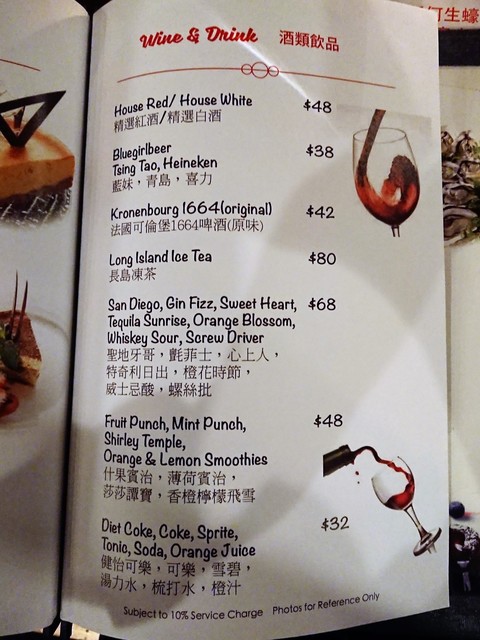 Wine & Drink 酒類飲品
House Red/ House White $48
精選紅酒/精選白酒
Bluegirlbeer $38
Tsing Tao, Heineken
藍妹，青島，喜力
Kronenbourg 1664(original) $42
法國可倫堡1664啤酒(原味)
Long Island Ice Tea $80
長島凍茶
San Diego, Gin Fizz, Sweet Heart, $68
Tequila Sunrise, Orange Blossom,
Whiskey Sour, Screw Driver
聖地牙哥，氈菲士，心上人，
特奇利日出，橙花時節，
威士忌酸，螺絲批
Fruit Punch, Mint Punch, $48
Shirley Temple,
Orange & Lemon Smoothies
什果賓治，薄荷賓治，
莎莎譚寶，香橙檸檬飛雪
Diet Coke, Coke, Sprite, $32
Tonic, Soda, Orange Juice
健怡可樂，可樂，雪碧，
湯力水，梳打水，橙汁
Subject to 10% Service Charge Photos for Reference Only
生蠔